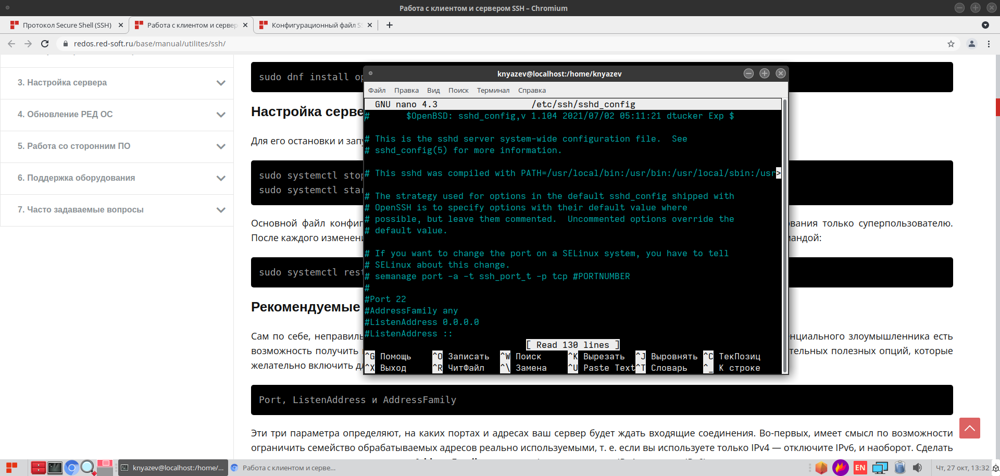 Работа с клиентом и сервером SSH – Chromium
Протокол Secure Shell (SSH)
Работа с клиентом и сервер
Конфигурационный файл SS
redos.red-soft.ru/base/manual/utilites/ssh/
3. Настройка сервера
4. Обновление РЕД ОС
5. Работа со сторонним ПО
6. Поддержка оборудования
7. Часто задаваемые вопросы
sudo dnf install op
Настройка серве
Для его остановки и запу
sudo systemctl stop
sudo systemctl star
Основной файл конфиг
вания только суперпользователю.
После каждого изменени
мандой:
sudo systemctl rest
Рекомендуемые
Сам по себе, неправиль
нциального злоумышленника есть
возможность получить
тельных полезных опций, которые
желательно включить дл
Port, ListenAddress и AddressFamily
Эти три параметра определяют, на каких портах и адресах ваш сервер будет ждать входящие соединения. Во-первых, имеет смысл по возможности
ограничить семейство обрабатываемых адресов реально используемыми, т. е. если вы используете только IPv4 — отключите IPv6, и наоборот. Сделать
knyazev@localhost:/home/knyazev
Файл Правка Вид Поиск Терминал Справка
GNU nano 4.3 /etc/ssh/sshd_config
# $OpenBSD: sshd_config,v 1.104 2021/07/02 05:11:21 dtucker Exp $
# This is the sshd server system-wide configuration file. See
# sshd_config(5) for more information.
# This sshd was compiled with PATH=/usr/local/bin:/usr/bin:/usr/local/sbin:/usr>
# The strategy used for options in the default sshd_config shipped with
# OpenSSH is to specify options with their default value where
# possible, but leave them commented. Uncommented options override the
# default value.
# If you want to change the port on a SELinux system, you have to tell
# SELinux about this change.
# semanage port -a -t ssh_port_t -p tcp #PORTNUMBER
#
#Port 22
#AddressFamily any
#ListenAddress 0.0.0.0
#ListenAddress ::
[ Read 130 lines ]
^G Помощь ^O Записать ^W Поиск ^K Вырезать ^J Выровнять ^C ТекПозиц
^X Выход ^R ЧитФайл ^\ Замена ^U Paste Text ^T Словарь ^_ К строке
knyazev@localhost:/home/...
Работа с клиентом и серве...
EN
Чт, 27 окт, 13:32